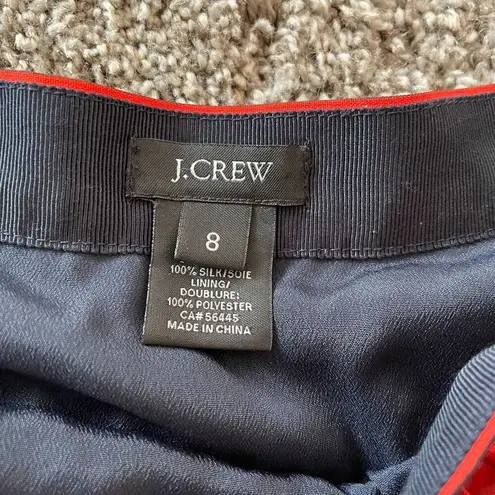 J.CREW
8
100% SILK/SOIE
LINING/
DOUBLURE:
100% POLYESTER
CA#56445
MADE IN CHINA